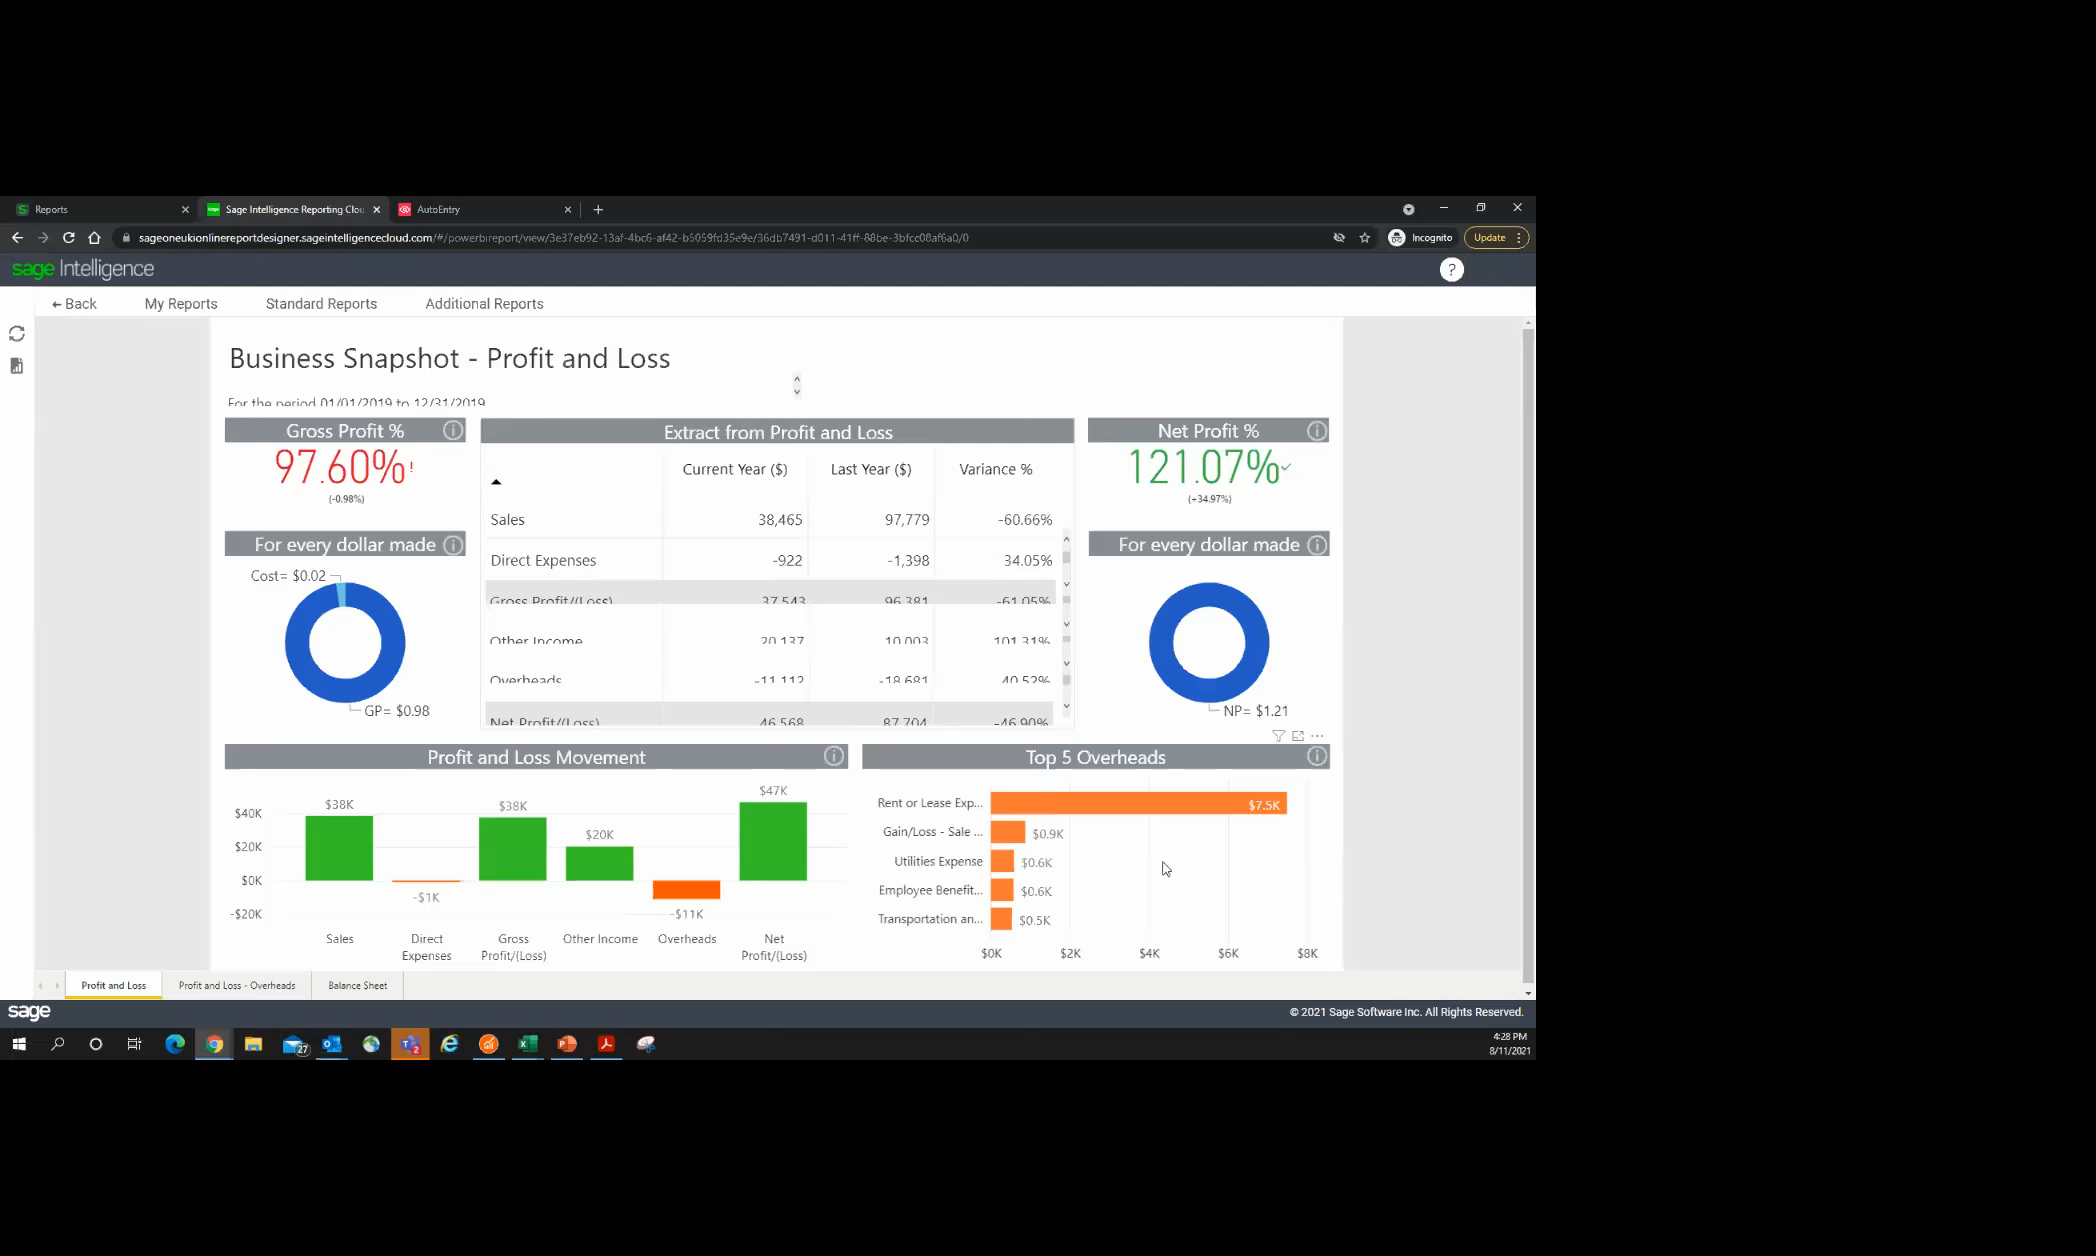 Reports
Sage Intelligence Reporting Clou
AutoEntry
sageoneukionlinereportdesigner.sageintelligencecloud.com/#/powerbireport/view/3e37eb92-13af-4bc6-af42-b5059fd35e9e/36db7491-d011-41ff-88be-3bfcc08af6a0/0
Incognito
Update
sage Intelligence
?
Back
My Reports
Standard Reports
Additional Reports
Business Snapshot - Profit and Loss
For the period 01/01/2019 to 12/31/2019
Gross Profit %
97.60%!
(-0.98%)
For every dollar made
Cost= $0.02
GP= $0.98
Extract from Profit and Loss
Current Year ($) Last Year ($) Variance %
Sales 38,465 97,779 -60.66%
Direct Expenses -922 -1,398 34.05%
Gross Profit/(Loss) 37,543 96,381 -61.05%
Other Income 20,137 10,003 101.31%
Overheads -11,112 -18,681 40.52%
Net Profit/(Loss) 46,568 87,704 -46.90%
Net Profit %
121.07%
(+34.97%)
For every dollar made
NP= $1.21
Profit and Loss Movement
$40K
$20K
$0K
-$20K
$38K
-$1K
$38K
$20K
-$11K
$47K
Sales
Direct
Expenses
Gross
Profit/(Loss)
Other Income
Overheads
Net
Profit/(Loss)
Top 5 Overheads
Rent or Lease Exp... $7.5K
Gain/Loss - Sale ... $0.9K
Utilities Expense $0.6K
Employee Benefit... $0.6K
Transportation an... $0.5K
$0K $2K $4K $6K $8K
Profit and Loss
Profit and Loss - Overheads
Balance Sheet
sage
© 2021 Sage Software Inc. All Rights Reserved.
27
2
4:28 PM
8/11/2021